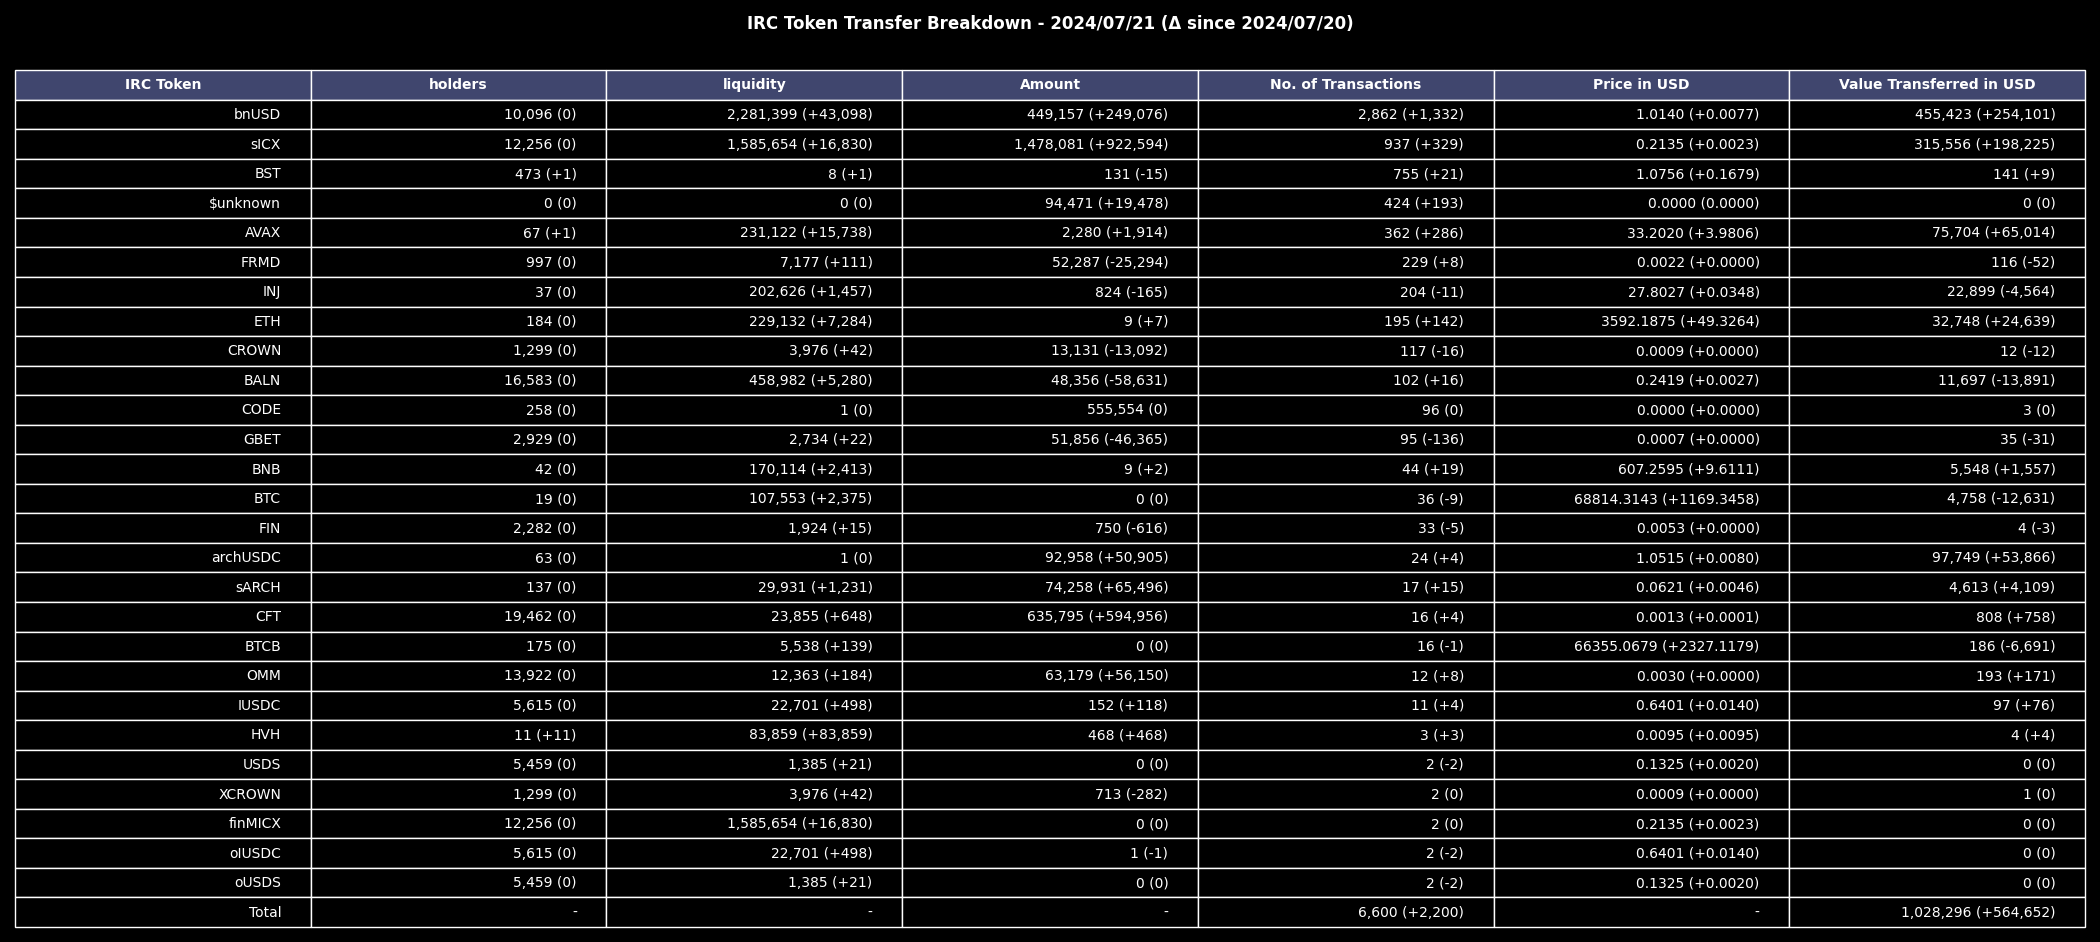 IRC Token Transfer Breakdown - 2024/07/21 (Δ since 2024/07/20)
IRC Token holders liquidity Amount No. of Transactions Price in USD Value Transferred in USD
bnUSD 10,096 (0) 2,281,399 (+43,098) 449,157 (+249,076) 2,862 (+1,332) 1.0140 (+0.0077) 455,423 (+254,101)
sICX 12,256 (0) 1,585,654 (+16,830) 1,478,081 (+922,594) 937 (+329) 0.2135 (+0.0023) 315,556 (+198,225)
BST 473 (+1) 8 (+1) 131 (-15) 755 (+21) 1.0756 (+0.1679) 141 (+9)
$unknown 0 (0) 0 (0) 94,471 (+19,478) 424 (+193) 0.0000 (0.0000) 0 (0)
AVAX 67 (+1) 231,122 (+15,738) 2,280 (+1,914) 362 (+286) 33.2020 (+3.9806) 75,704 (+65,014)
FRMD 997 (0) 7,177 (+111) 52,287 (-25,294) 229 (+8) 0.0022 (+0.0000) 116 (-52)
INJ 37 (0) 202,626 (+1,457) 824 (-165) 204 (-11) 27.8027 (+0.0348) 22,899 (-4,564)
ETH 184 (0) 229,132 (+7,284) 9 (+7) 195 (+142) 3592.1875 (+49.3264) 32,748 (+24,639)
CROWN 1,299 (0) 3,976 (+42) 13,131 (-13,092) 117 (-16) 0.0009 (+0.0000) 12 (-12)
BALN 16,583 (0) 458,982 (+5,280) 48,356 (-58,631) 102 (+16) 0.2419 (+0.0027) 11,697 (-13,891)
CODE 258 (0) 1 (0) 555,554 (0) 96 (0) 0.0000 (+0.0000) 3 (0)
GBET 2,929 (0) 2,734 (+22) 51,856 (-46,365) 95 (-136) 0.0007 (+0.0000) 35 (-31)
BNB 42 (0) 170,114 (+2,413) 9 (+2) 44 (+19) 607.2595 (+9.6111) 5,548 (+1,557)
BTC 19 (0) 107,553 (+2,375) 0 (0) 36 (-9) 68814.3143 (+1169.3458) 4,758 (-12,631)
FIN 2,282 (0) 1,924 (+15) 750 (-616) 33 (-5) 0.0053 (+0.0000) 4 (-3)
archUSDC 63 (0) 1 (0) 92,958 (+50,905) 24 (+4) 1.0515 (+0.0080) 97,749 (+53,866)
sARCH 137 (0) 29,931 (+1,231) 74,258 (+65,496) 17 (+15) 0.0621 (+0.0046) 4,613 (+4,109)
CFT 19,462 (0) 23,855 (+648) 635,795 (+594,956) 16 (+4) 0.0013 (+0.0001) 808 (+758)
BTCB 175 (0) 5,538 (+139) 0 (0) 16 (-1) 66355.0679 (+2327.1179) 186 (-6,691)
OMM 13,922 (0) 12,363 (+184) 63,179 (+56,150) 12 (+8) 0.0030 (+0.0000) 193 (+171)
IUSDC 5,615 (0) 22,701 (+498) 152 (+118) 11 (+4) 0.6401 (+0.0140) 97 (+76)
HVH 11 (+11) 83,859 (+83,859) 468 (+468) 3 (+3) 0.0095 (+0.0095) 4 (+4)
USDS 5,459 (0) 1,385 (+21) 0 (0) 2 (-2) 0.1325 (+0.0020) 0 (0)
XCROWN 1,299 (0) 3,976 (+42) 713 (-282) 2 (0) 0.0009 (+0.0000) 1 (0)
finMICX 12,256 (0) 1,585,654 (+16,830) 0 (0) 2 (0) 0.2135 (+0.0023) 0 (0)
oIUSDC 5,615 (0) 22,701 (+498) 1 (-1) 2 (-2) 0.6401 (+0.0140) 0 (0)
oUSDS 5,459 (0) 1,385 (+21) 0 (0) 2 (-2) 0.1325 (+0.0020) 0 (0)
Total - - - 6,600 (+2,200) - 1,028,296 (+564,652)